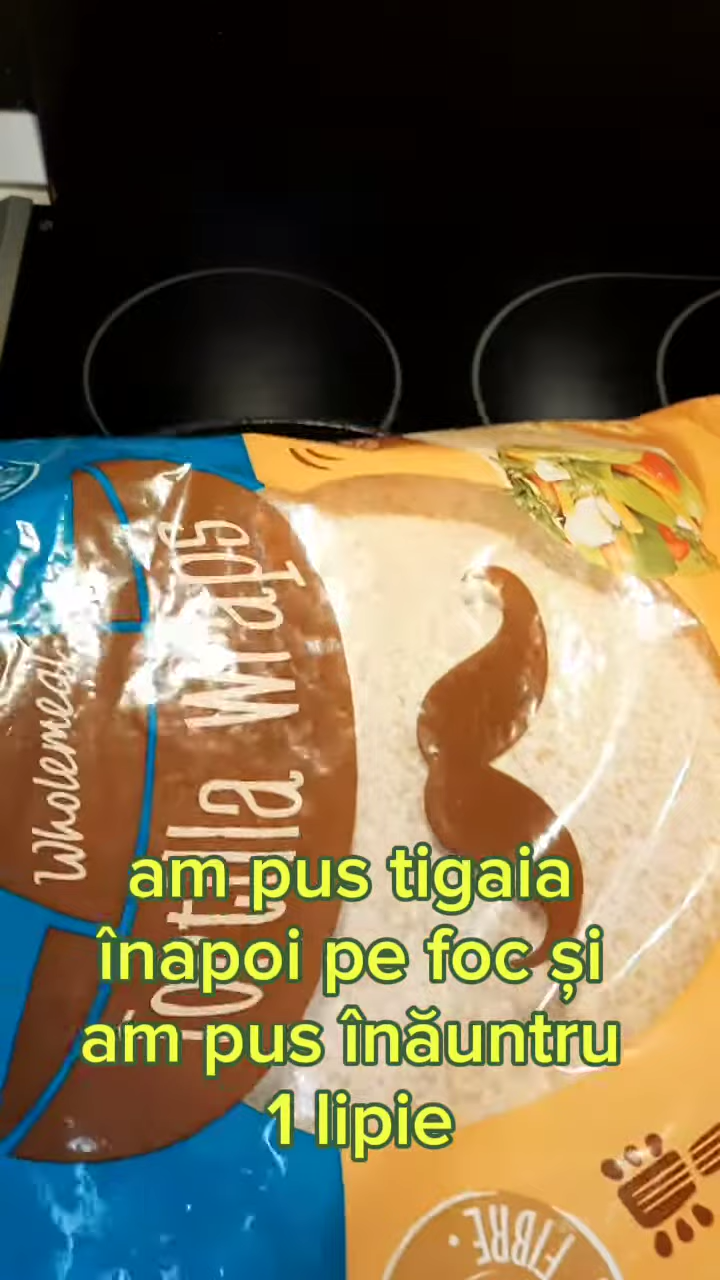 Wholemeal
Tortilla Wraps
FIBRE
am pus tigaia
înapoi pe foc și
am pus înăuntru
1 lipie